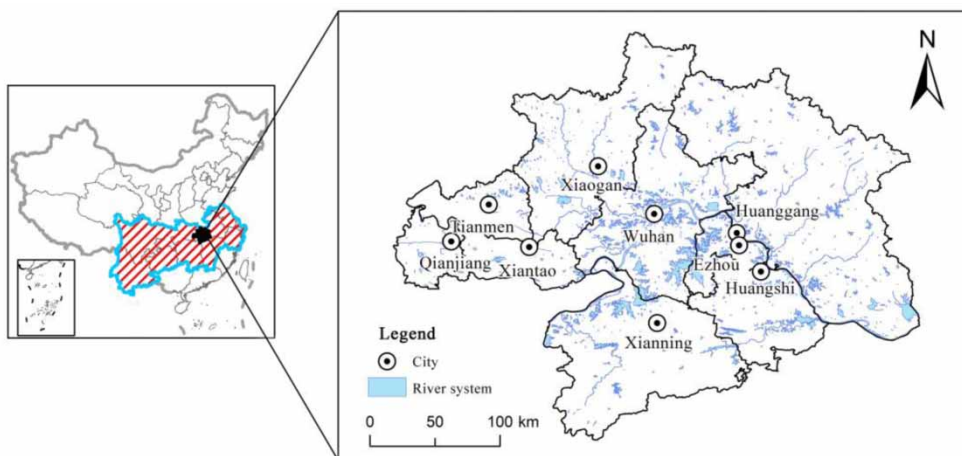 N
Xiaogan
Tianmen
Huanggang
Wuhan
Qianjiang
Xiantao
Ezhou
Huangshi
Xianning
Legend
City
River system
0 50 100 km